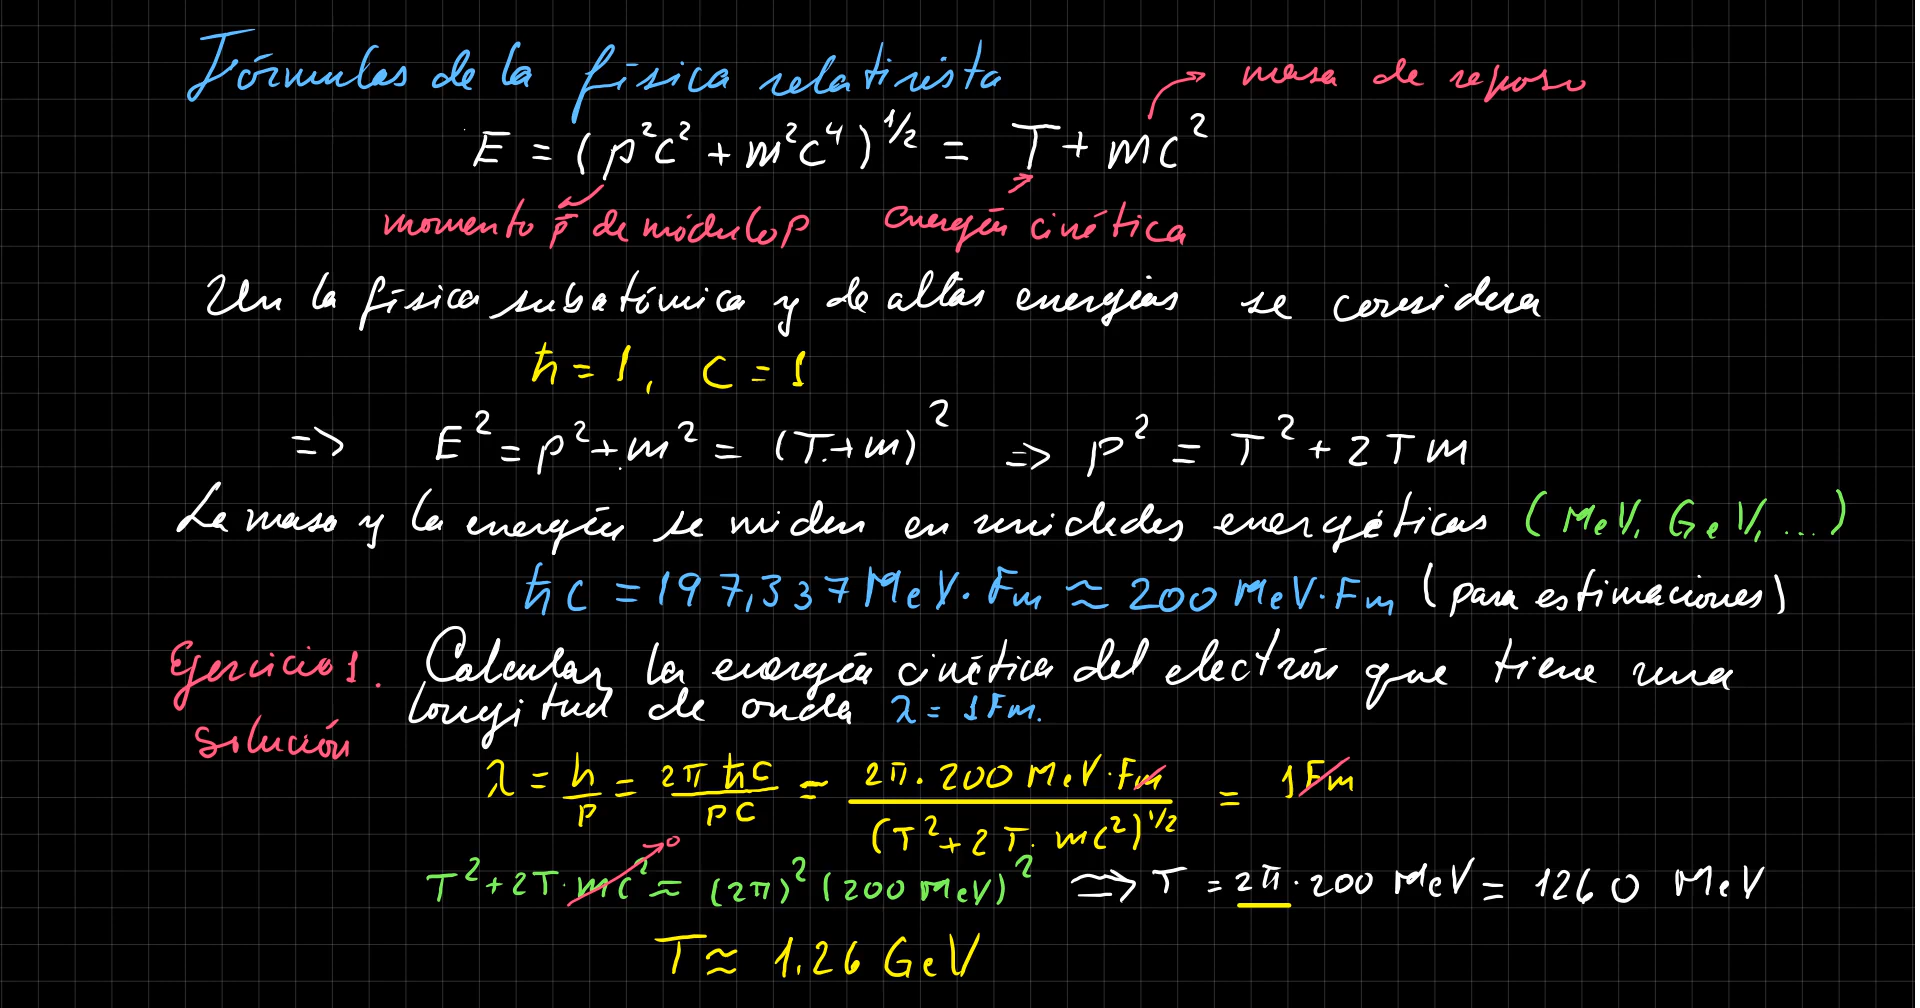 Fórmulas de la física relativista
masa de reposo
E = (p²c² + m²c⁴)^1/2 = T + mc²
momento p⃗ de módulo p energía cinética
En la física subatómica y de altas energías se considera
ħ = 1, c = 1
=> E² = p² + m² = (T + m)² => p² = T² + 2Tm
La masa y la energía se miden en unidades energéticas (MeV, GeV, ...)
ħc = 197,337 MeV·Fm ≈ 200 MeV·Fm (para estimaciones)
Ejercicio 1. Calcular la energía cinética del electrón que tiene una
longitud de onda λ = 1 Fm.
Solución
λ = h/p = 2π ħc / pc = 2π · 200 MeV·Fm / (T² + 2T · mc²)^1/2 = 1 Fm
T² + 2T · mc² → 0 ≈ (2π)² (200 MeV)² => T = 2π · 200 MeV = 1260 MeV
T ≈ 1.26 GeV